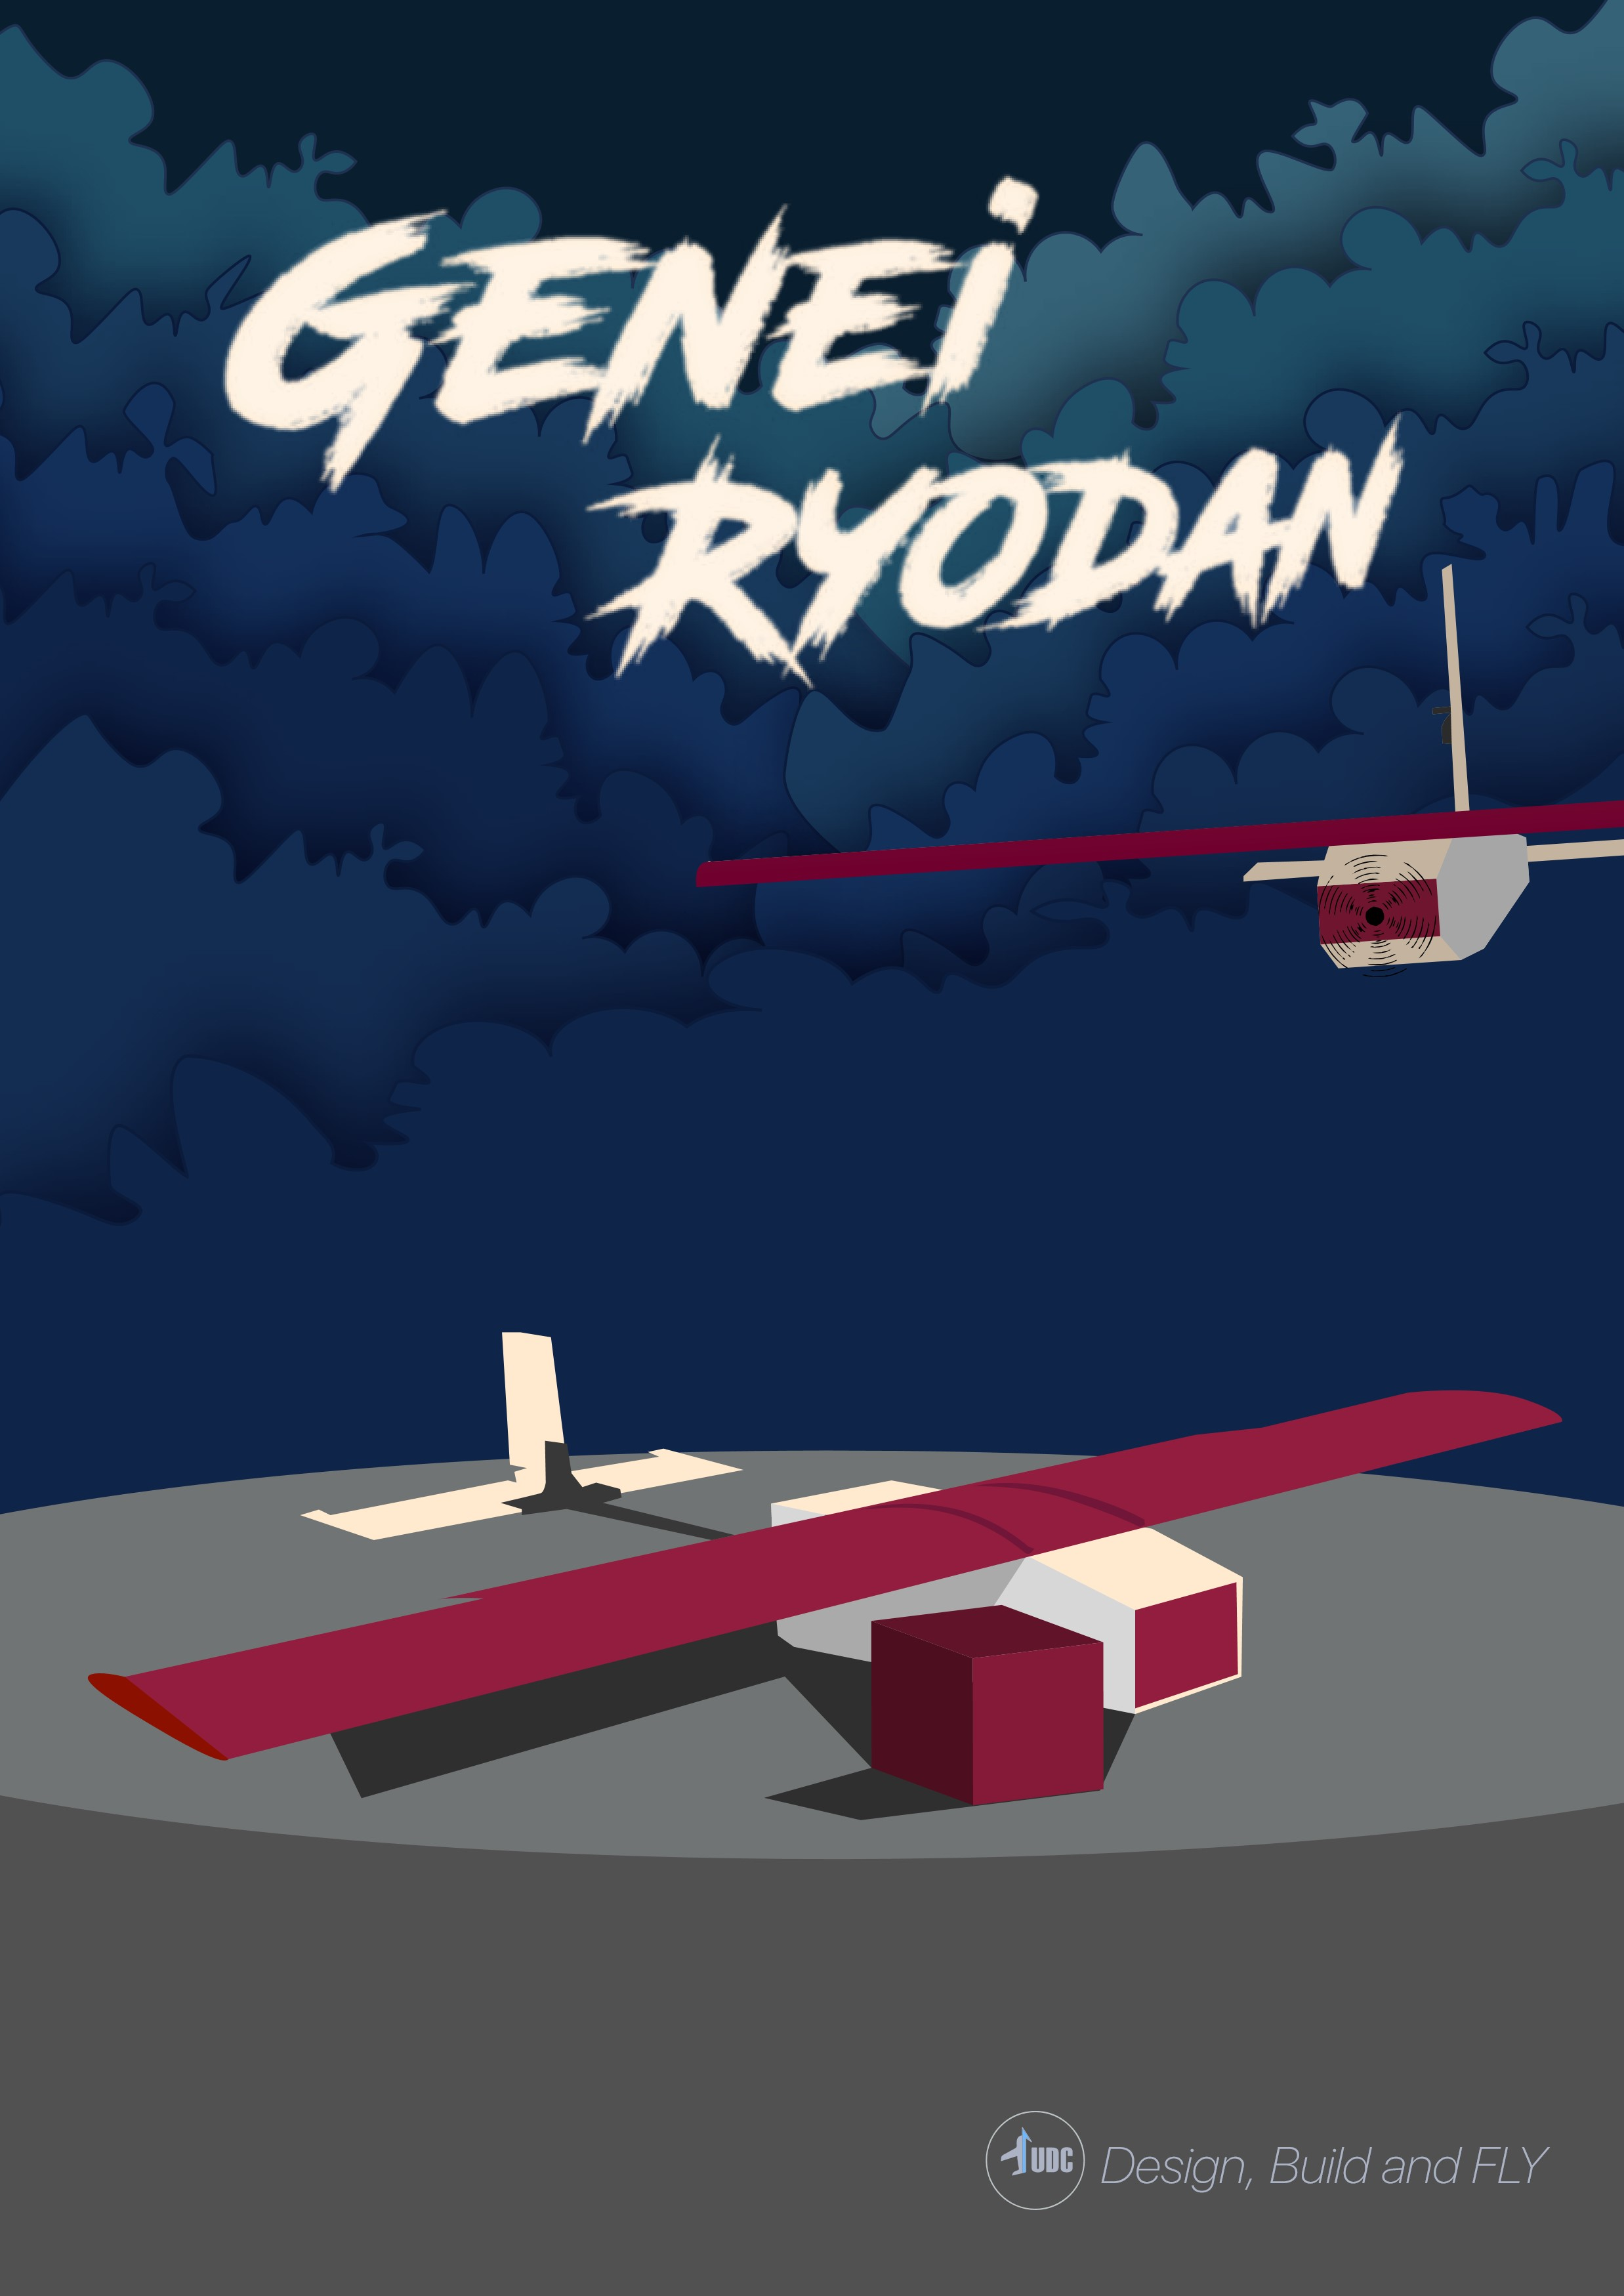 GENEi
RYODAN
UDC Design, Build and FLY